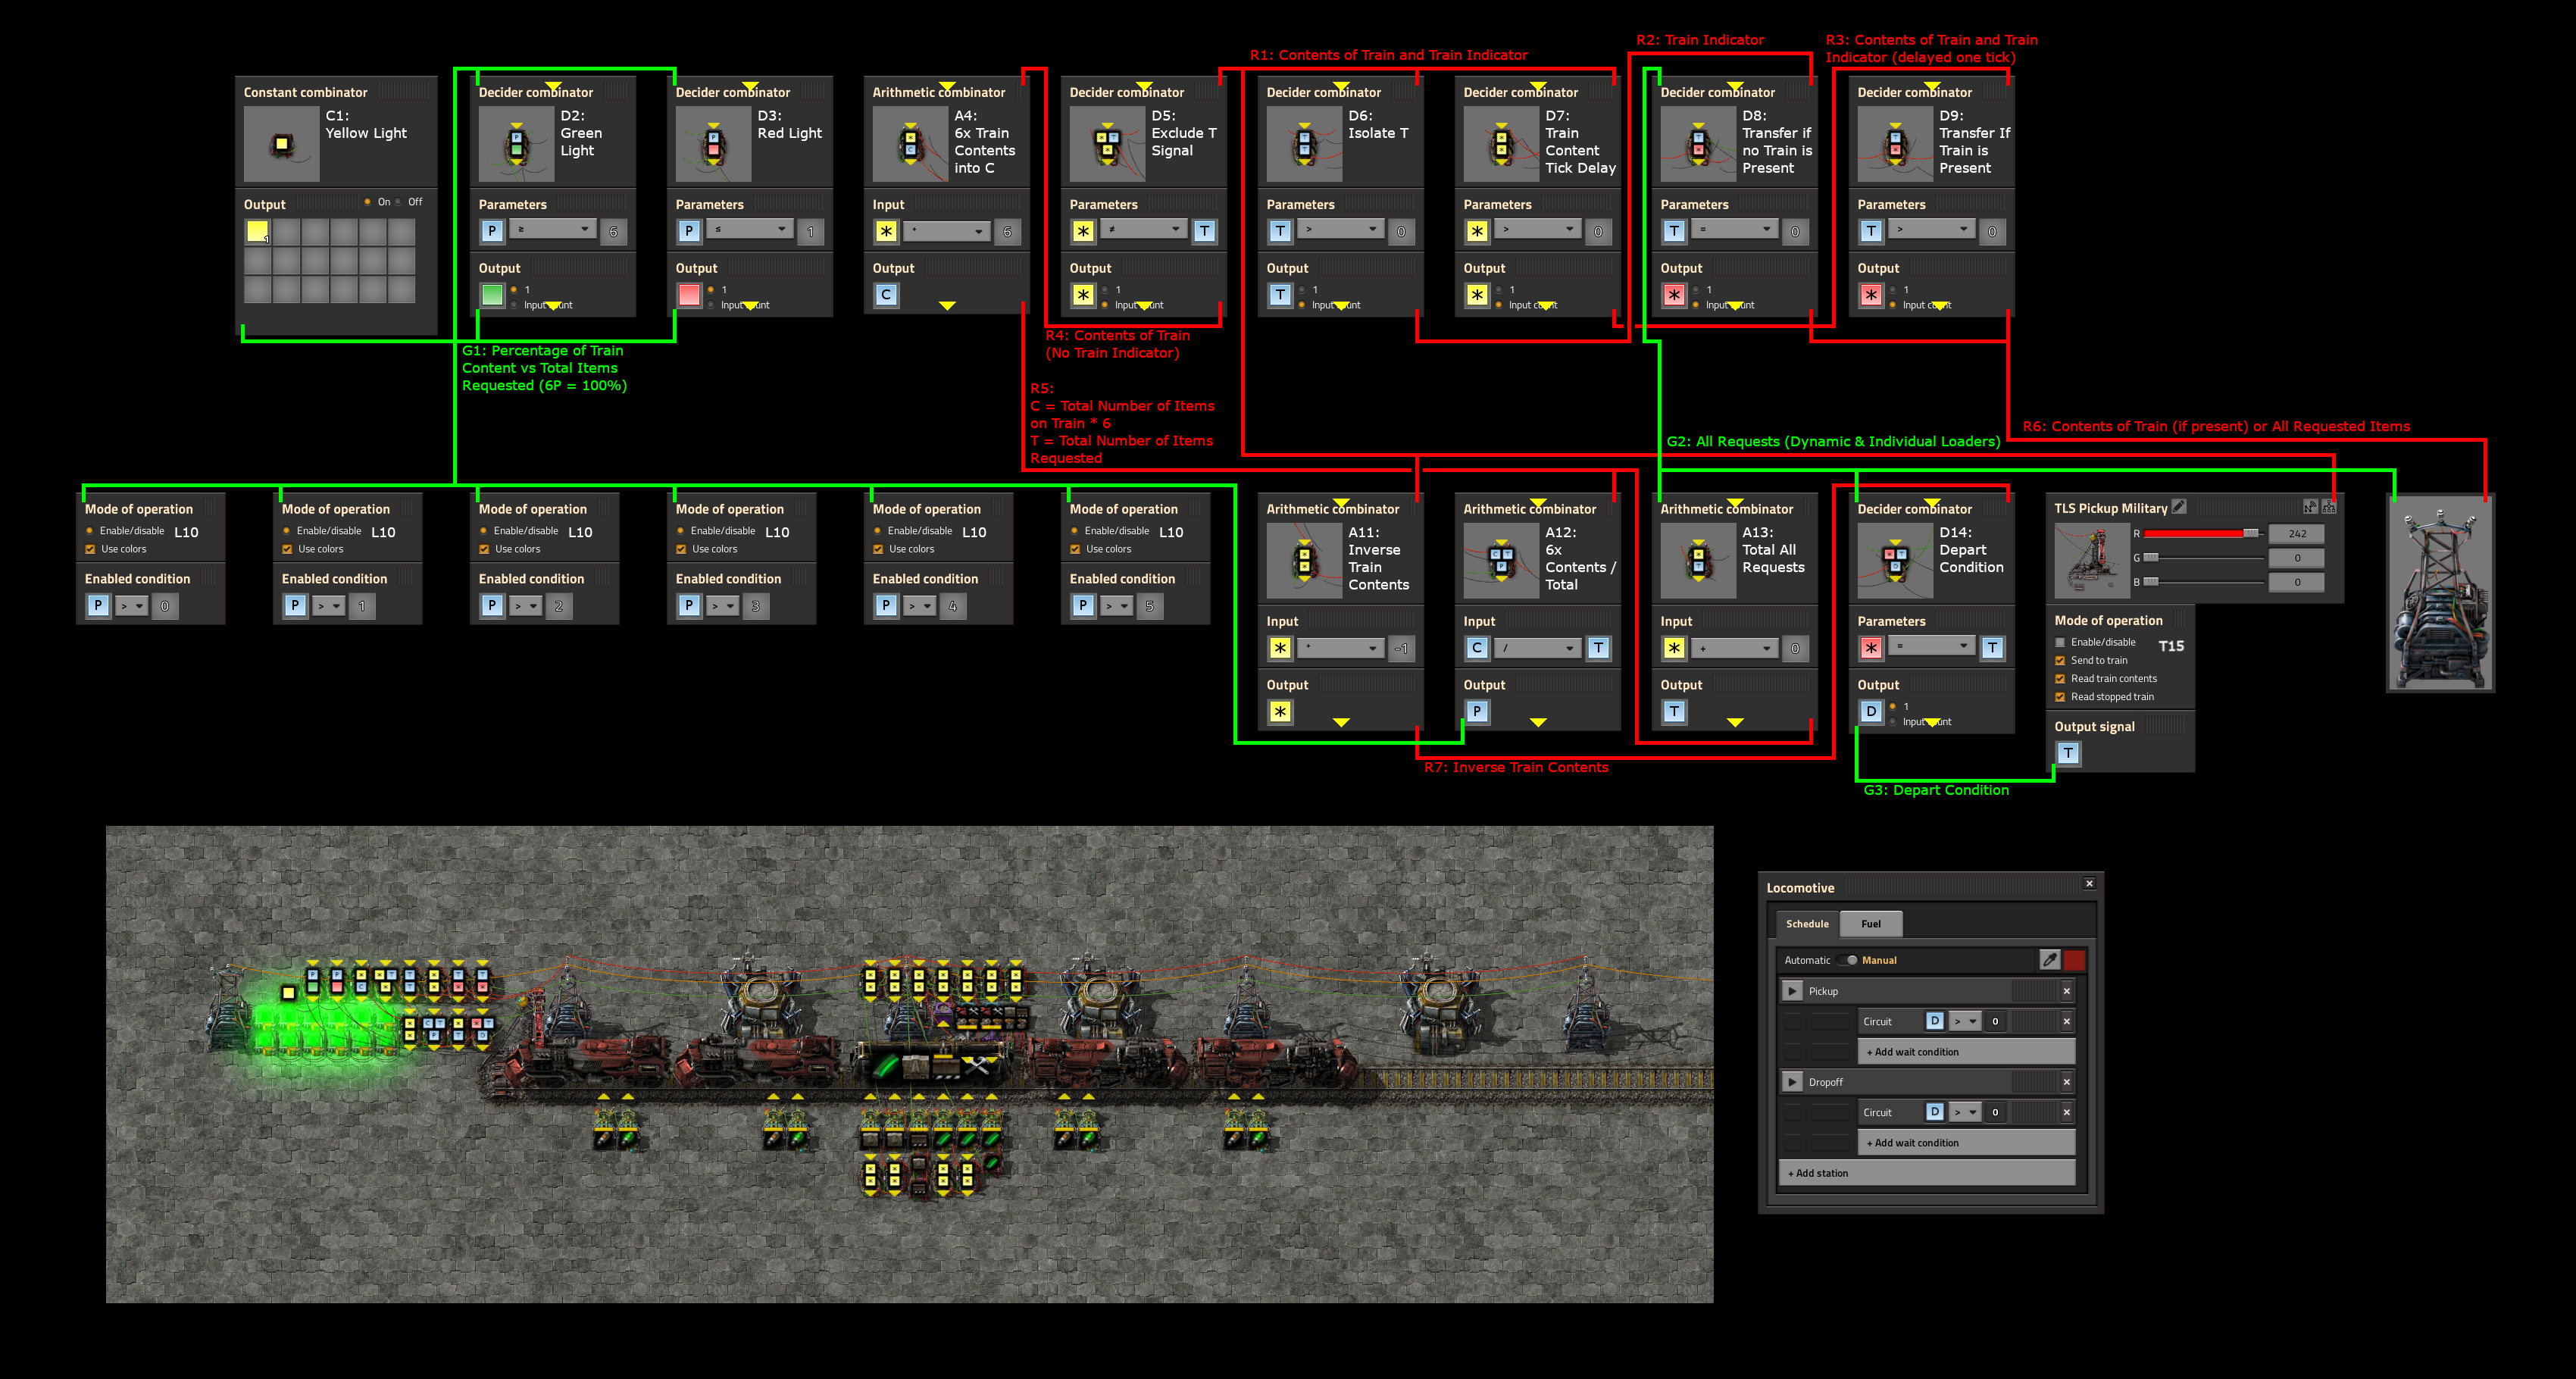 R1: Contents of Train and Train Indicator
R2: Train Indicator
R3: Contents of Train and Train
Indicator (delayed one tick)
Constant combinator
C1:
Yellow Light
Output
On Off
1
Decider combinator
D2:
Green
Light
Parameters
P ≥ 6
Output
1
Input count
Decider combinator
D3:
Red Light
Parameters
P ≤ 1
Output
1
Input count
Arithmetic combinator
A4:
6x Train
Contents
into C
Input
* * 6
Output
C
Decider combinator
D5:
Exclude T
Signal
Parameters
* ≠ T
Output
* 1
Input count
Decider combinator
D6:
Isolate T
Parameters
T > 0
Output
T 1
Input count
Decider combinator
D7:
Train
Content
Tick Delay
Parameters
* > 0
Output
* 1
Input count
Decider combinator
D8:
Transfer if
no Train is
Present
Parameters
T = 0
Output
* 1
Input count
Decider combinator
D9:
Transfer If
Train is
Present
Parameters
T > 0
Output
* 1
Input count
G1: Percentage of Train
Content vs Total Items
Requested (6P = 100%)
R4: Contents of Train
(No Train Indicator)
R5:
C = Total Number of Items
on Train * 6
T = Total Number of Items
Requested
G2: All Requests (Dynamic & Individual Loaders)
R6: Contents of Train (if present) or All Requested Items
Mode of operation
Enable/disable L10
Use colors
Enabled condition
P > 0
Mode of operation
Enable/disable L10
Use colors
Enabled condition
P > 1
Mode of operation
Enable/disable L10
Use colors
Enabled condition
P > 2
Mode of operation
Enable/disable L10
Use colors
Enabled condition
P > 3
Mode of operation
Enable/disable L10
Use colors
Enabled condition
P > 4
Mode of operation
Enable/disable L10
Use colors
Enabled condition
P > 5
Arithmetic combinator
A11:
Inverse
Train
Contents
Input
* * -1
Output
*
Arithmetic combinator
A12:
6x
Contents /
Total
Input
C / T
Output
P
Arithmetic combinator
A13:
Total All
Requests
Input
* + 0
Output
T
Decider combinator
D14:
Depart
Condition
Parameters
* = T
Output
D 1
Input count
TLS Pickup Military
R 242
G 0
B 0
Mode of operation
Enable/disable T15
Send to train
Read train contents
Read stopped train
Output signal
T
R7: Inverse Train Contents
G3: Depart Condition
Locomotive
Schedule Fuel
Automatic Manual
Pickup
Circuit D > 0
+ Add wait condition
Dropoff
Circuit D > 0
+ Add wait condition
+ Add station